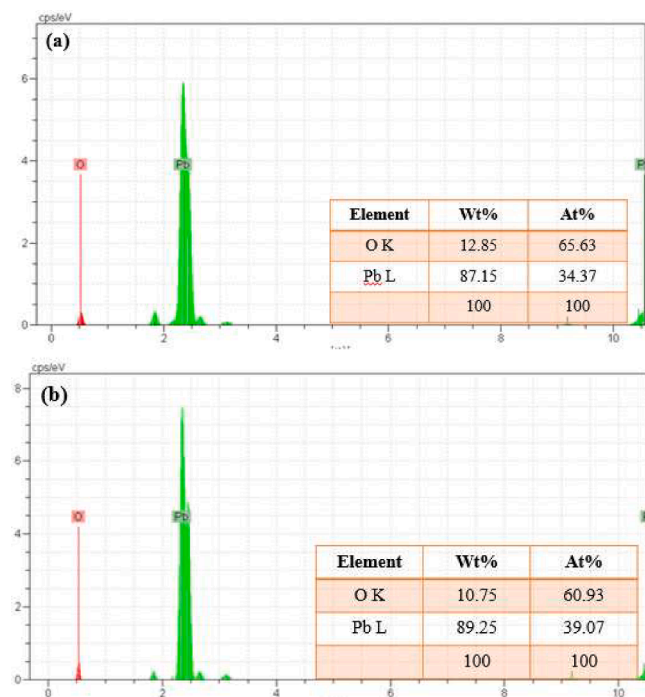 cps/eV
(a)
6
4
2
0
O
Pb
P
Element Wt% At%
O K 12.85 65.63
Pb L 87.15 34.37
100 100
0 2 4 6 8 10
cps/eV
(b)
8
6
4
2
0
O
Pb
Element Wt% At%
O K 10.75 60.93
Pb L 89.25 39.07
100 100
0 2 4 6 8 10